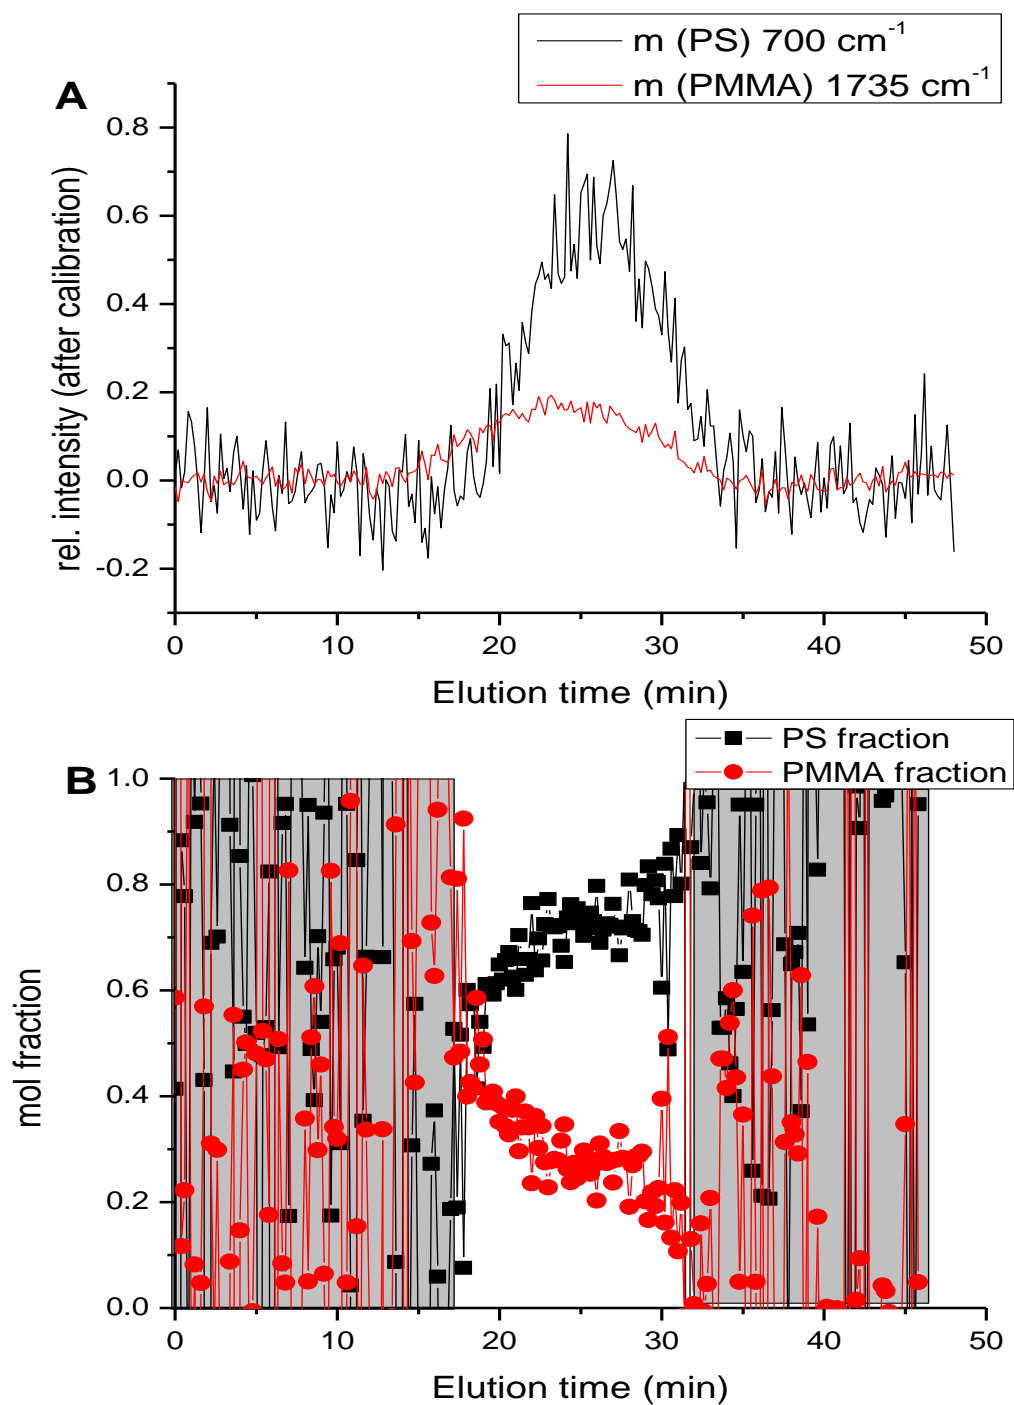 m (PS) 700 cm-1
m (PMMA) 1735 cm-1
A
rel. intensity (after calibration)
0.8
0.6
0.4
0.2
0.0
-0.2
0 10 20 30 40 50
Elution time (min)
PS fraction
PMMA fraction
B
mol fraction
1.0
0.8
0.6
0.4
0.2
0.0
0 10 20 30 40 50
Elution time (min)